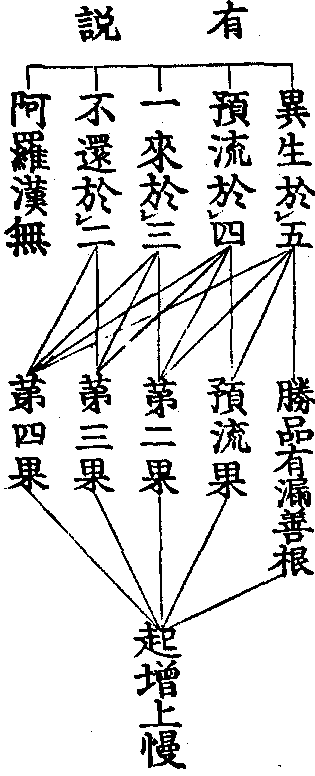 有說
異生於」五
預流於」四
一來於」三
不還於」二
阿羅漢無
勝品有漏善根
預流果
第二果
第三果
第四果
起增上慢